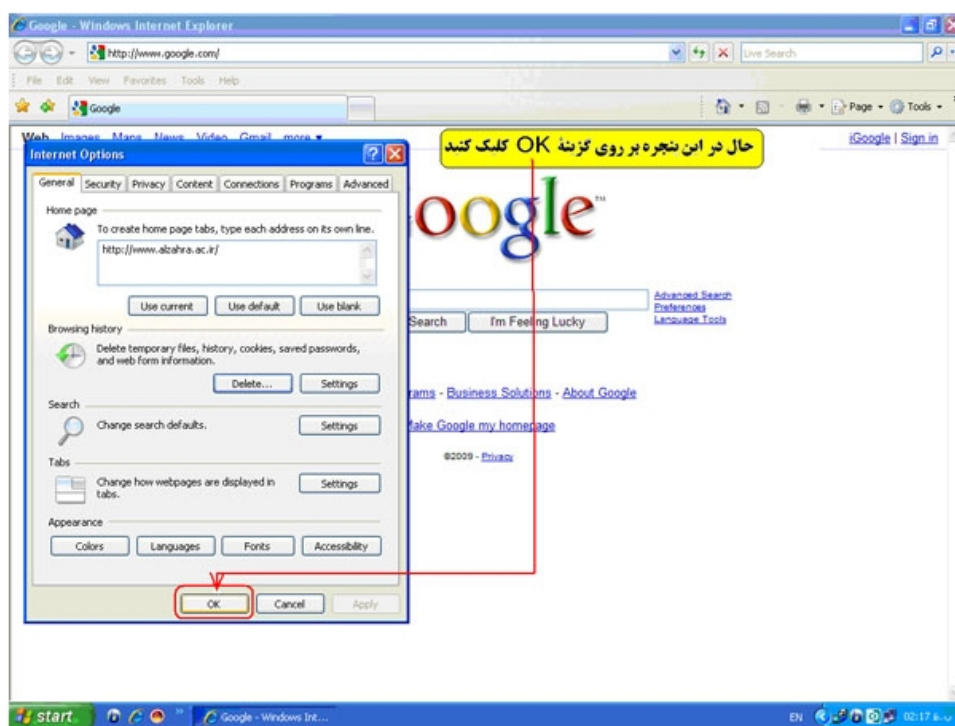 Google - Windows Internet Explorer
http://www.google.com/
Live Search
File Edit View Favorites Tools Help
Google
Page Tools
Web Images Maps News Video Gmail more
iGoogle | Sign in
حال در این پنجره بر روی گزینهٔ OK کلیک کنید
Internet Options
General Security Privacy Content Connections Programs Advanced
Home page
To create home page tabs, type each address on its own line.
http://www.alzahra.ac.ir/
Use current Use default Use blank
Browsing history
Delete temporary files, history, cookies, saved passwords,
and web form information.
Delete... Settings
Search
Change search defaults.
Settings
Tabs
Change how webpages are displayed in
tabs.
Settings
Appearance
Colors Languages Fonts Accessibility
OK Cancel Apply
oogle™
Advanced Search
Preferences
Language Tools
Search I'm Feeling Lucky
rams - Business Solutions - About Google
Make Google my homepage
©2009 - Privacy
start
Google - Windows Int...
EN
02:17 ب.ظ